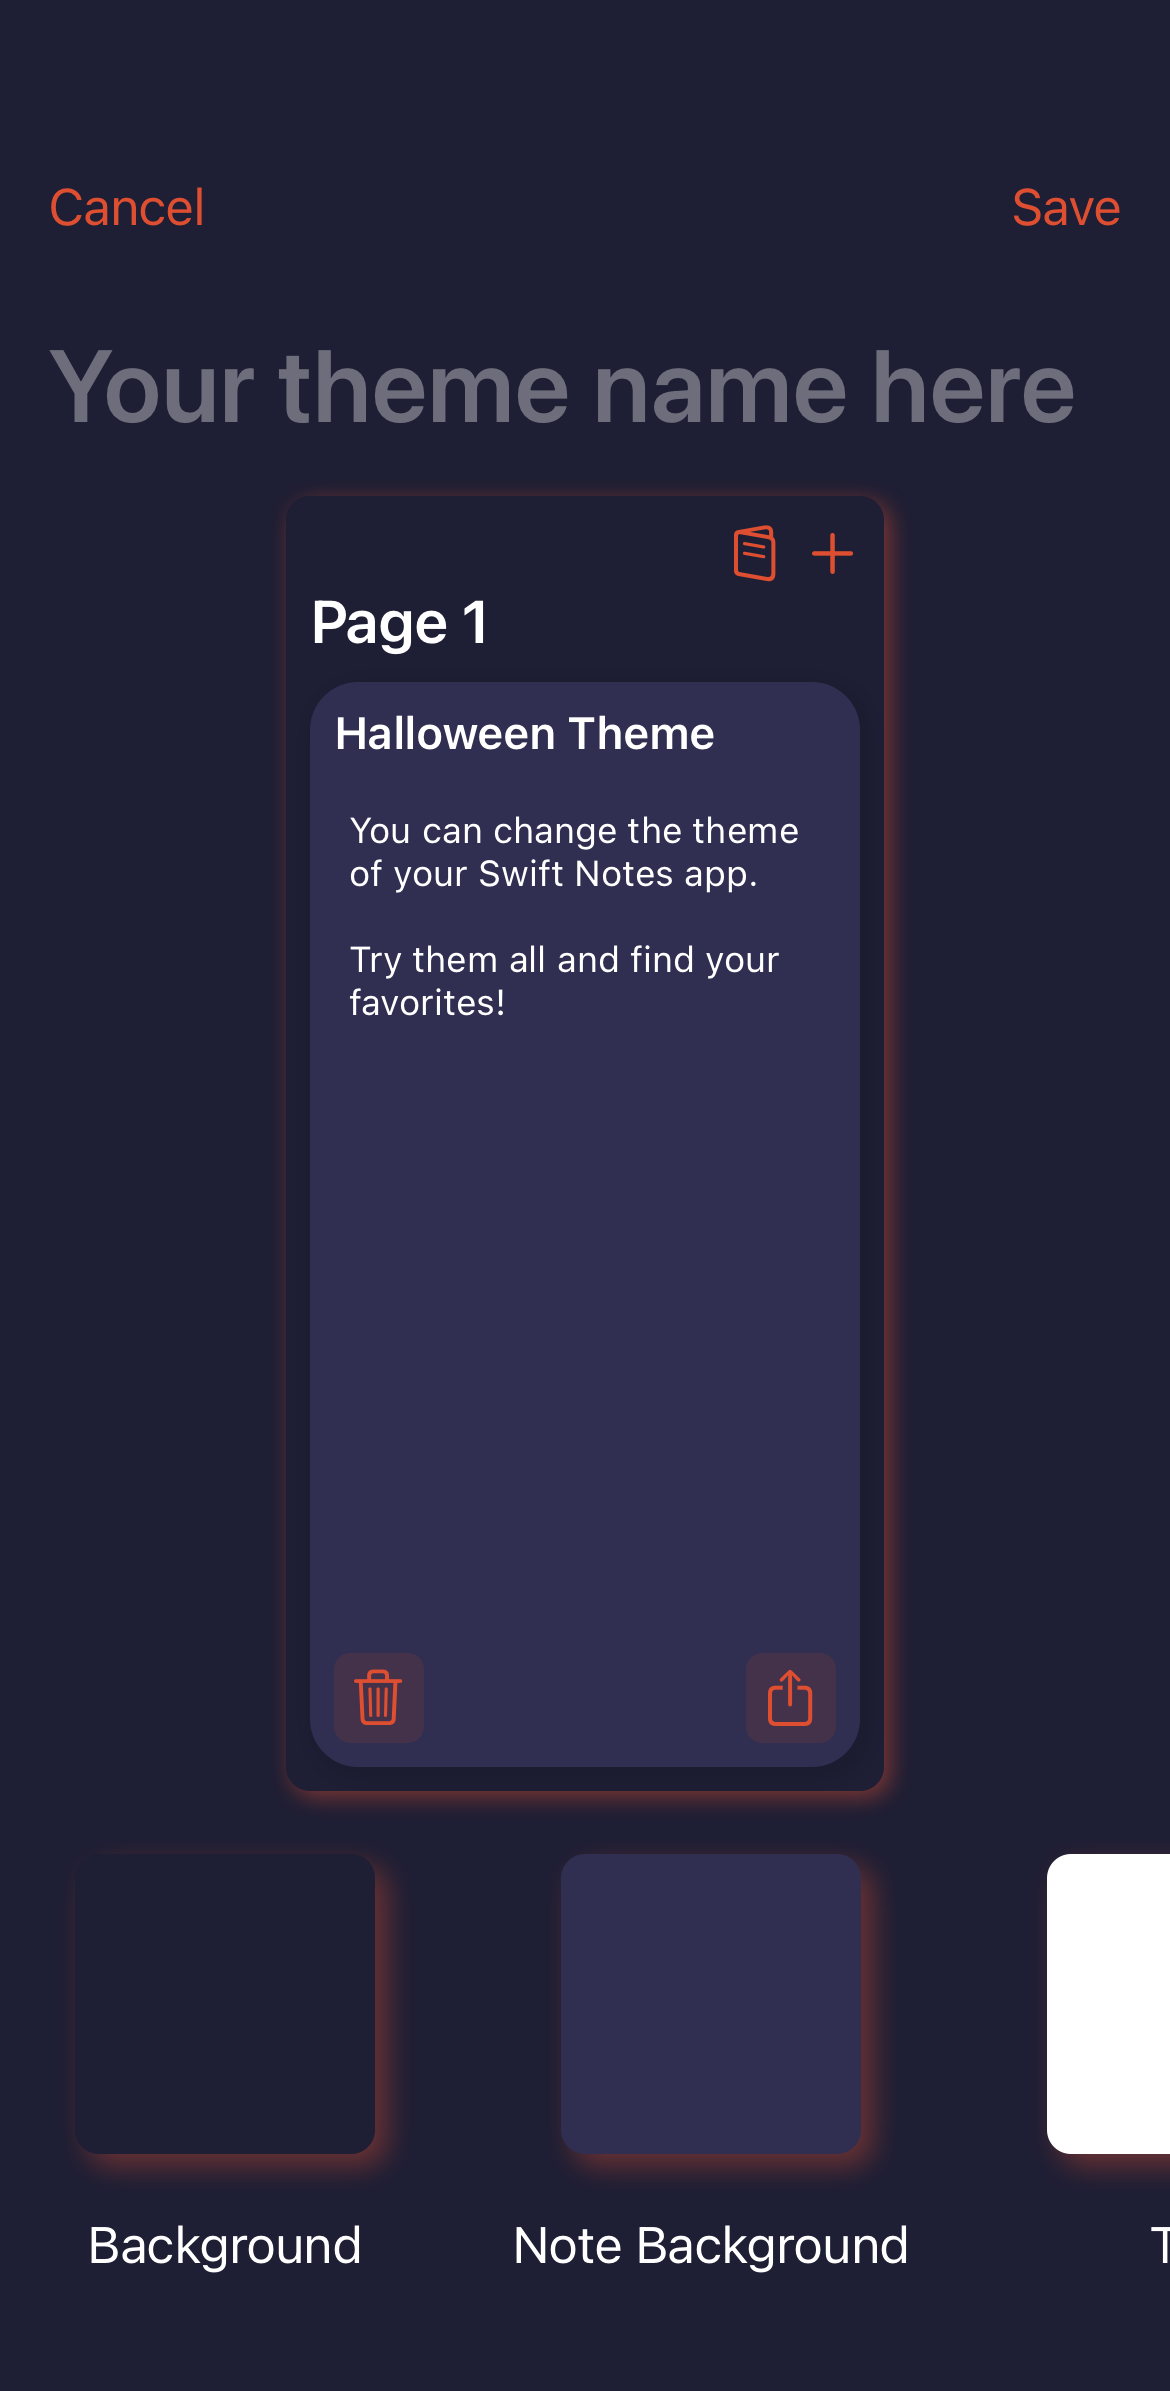 Cancel
Save
Your theme name here
Page 1
Halloween Theme
You can change the theme
of your Swift Notes app.
Try them all and find your
favorites!
Background
Note Background